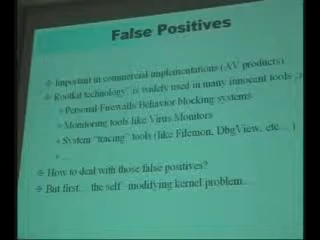 False Positives
Important in commercial implementations (AV products)
"Rootkit technology" is widely used in many innocent tools
Personal Firewalls Behavior blocking systems
Monitoring tools like Virus Monitors
System "tracing" tools (like Filemon, DbgView, etc... )
...
How to deal with those false positives?
But first... the self-modifying kernel problem...